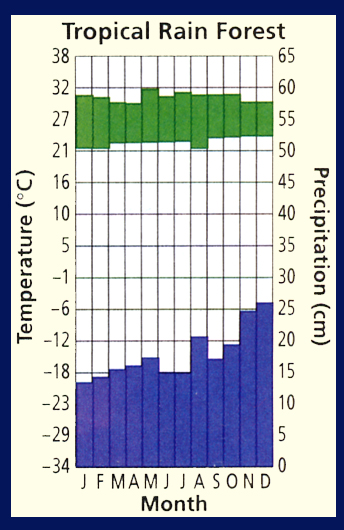 Tropical Rain Forest
38 65
32 60
27 55
21 50
16 45
10 40
5 35
−1 30
−6 25
−12 20
−18 15
−23 10
−29 5
−34 0
Temperature (°C)
Precipitation (cm)
J F M A M J J A S O N D
Month